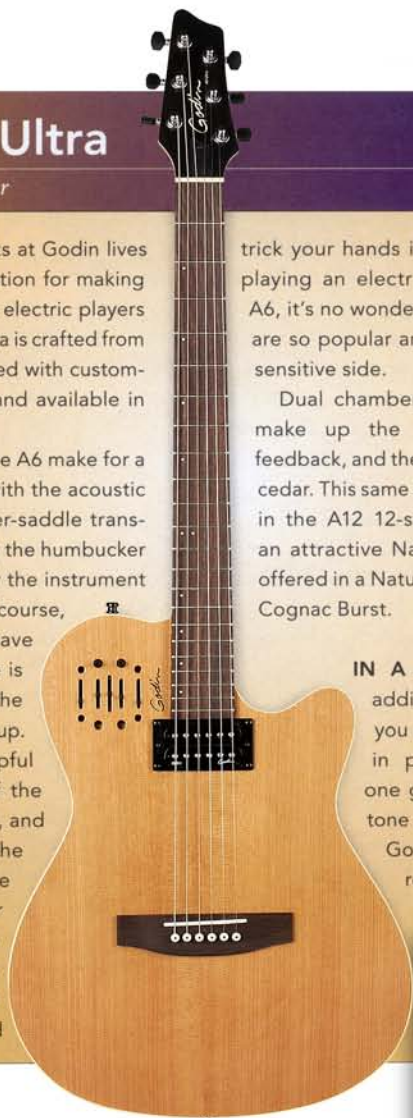 Godin
Ultra
r
ts at Godin lives
tion for making
electric players
a is crafted from
ed with custom-
and available in
e A6 make for a
with the acoustic
er-saddle trans-
the humbucker
the instrument
course,
ave
is
he
up.
pful
the
, and
he
e
Godin
trick your hands i
playing an electr
A6, it's no wonde
are so popular a
sensitive side.
Dual chambe
make up the
feedback, and the
cedar. This same
in the A12 12-s
an attractive Na
offered in a Natu
Cognac Burst.
IN A
addi
you
in p
one g
tone
Go
r